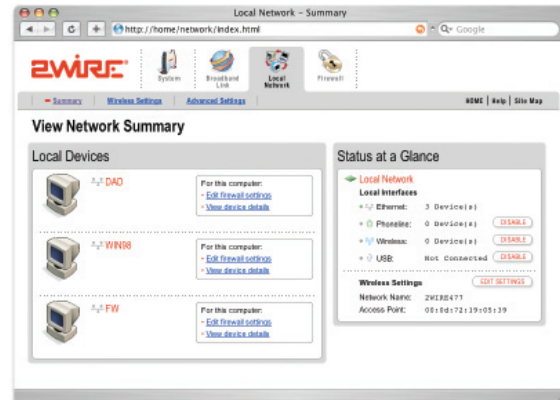 Local Network – Summary
http://home/network/index.html
Google
2WIRE
System
Broadband Link
Local Network
Firewall
Summary
Wireless Settings
Advanced Settings
HOME | Help | Site Map
View Network Summary
Local Devices
DAD
For this computer:
- Edit firewall settings
- View device details
WIN98
For this computer:
- Edit firewall settings
- View device details
FW
For this computer:
- Edit firewall settings
- View device details
Status at a Glance
Local Network
Local Interfaces
Ethernet: 3 Device(s)
Phoneline: 0 Device(s) DISABLE
Wireless: 0 Device(s) DISABLE
USB: Not Connected DISABLE
Wireless Settings EDIT SETTINGS
Network Name: 2WIRE477
Access Point: 00:0d:72:19:05:39